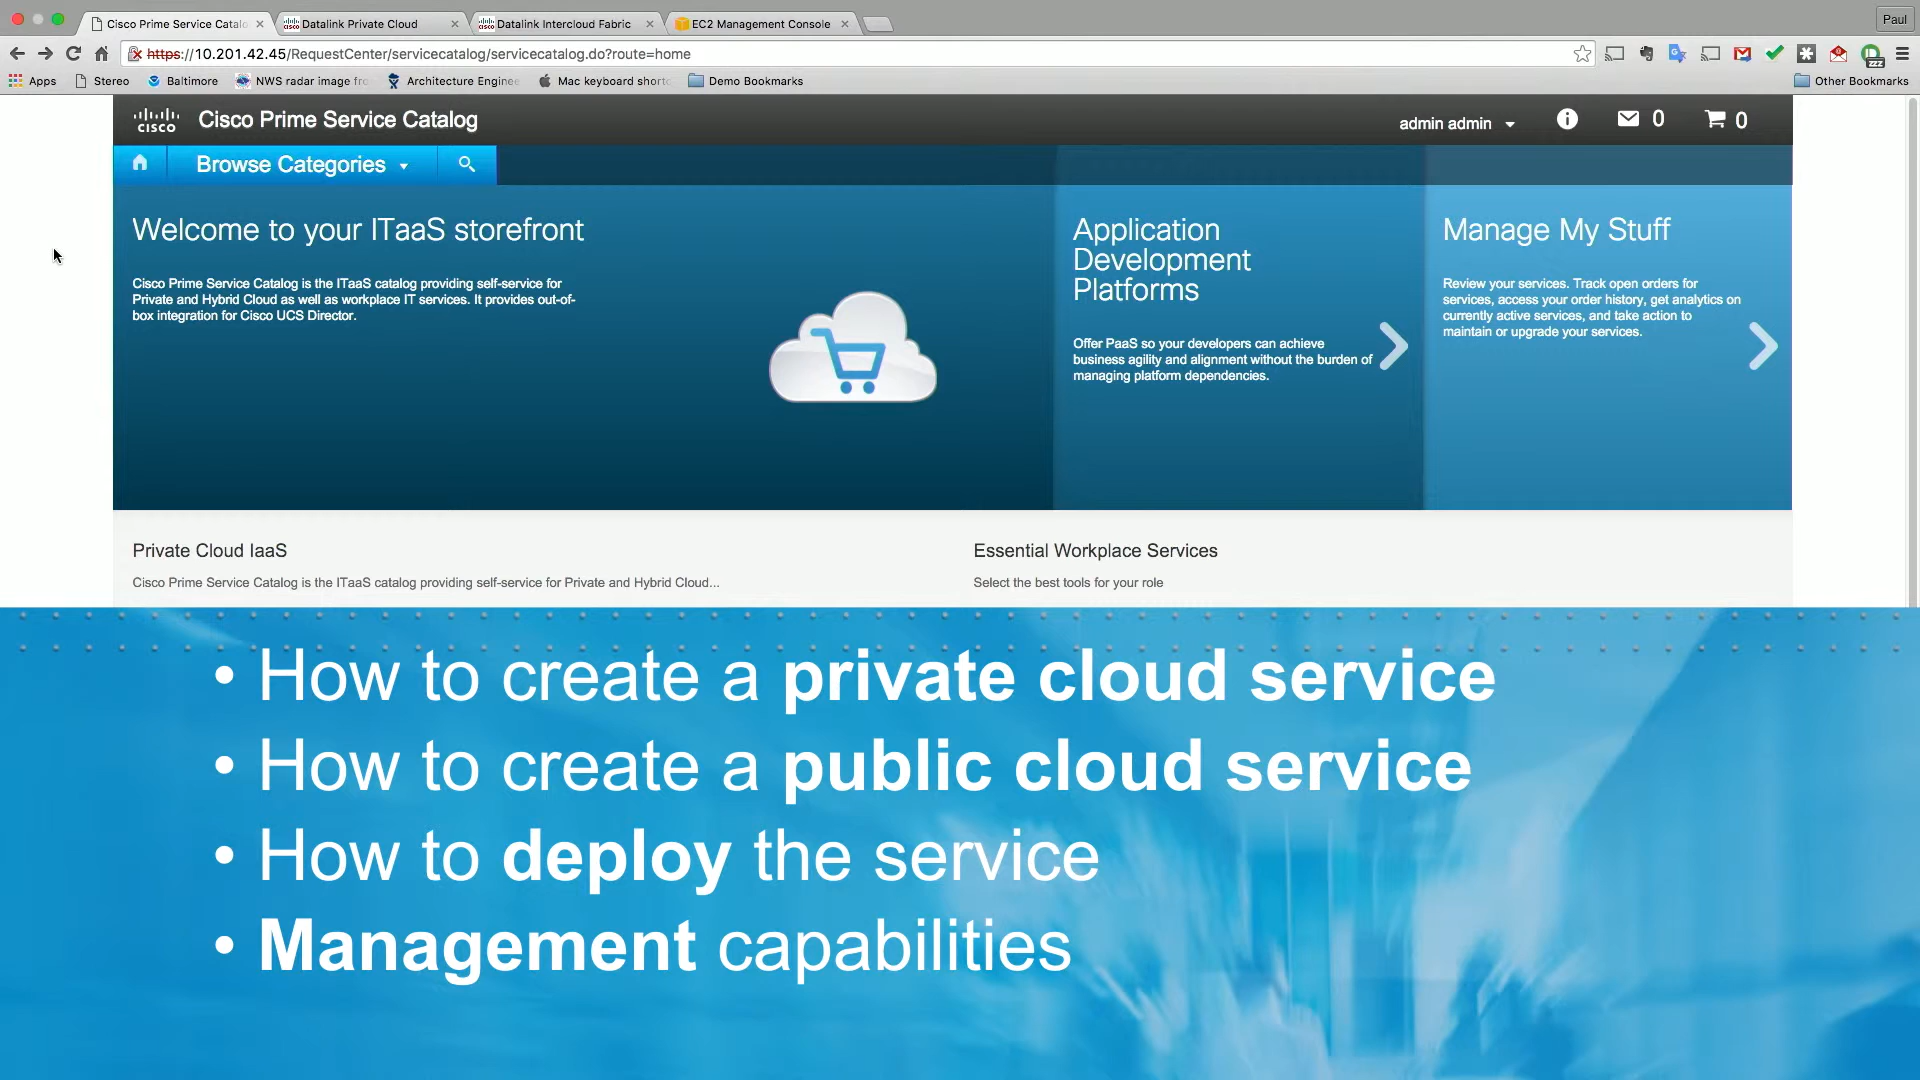 Cisco Prime Service Catalo
Datalink Private Cloud
Datalink Intercloud Fabric
EC2 Management Console
Paul
https://10.201.42.45/RequestCenter/servicecatalog/servicecatalog.do?route=home
Apps
Stereo
Baltimore
NWS radar image fro
Architecture Engine
Mac keyboard shortc
Demo Bookmarks
Other Bookmarks
CISCO
Cisco Prime Service Catalog
admin admin
0
0
Browse Categories
Welcome to your ITaaS storefront
Cisco Prime Service Catalog is the ITaaS catalog providing self-service for
Private and Hybrid Cloud as well as workplace IT services. It provides out-of-
box integration for Cisco UCS Director.
Application
Development
Platforms
Offer PaaS so your developers can achieve
business agility and alignment without the burden of
managing platform dependencies.
Manage My Stuff
Review your services. Track open orders for
services, access your order history, get analytics on
currently active services, and take action to
maintain or upgrade your services.
Private Cloud IaaS
Cisco Prime Service Catalog is the ITaaS catalog providing self-service for Private and Hybrid Cloud...
Essential Workplace Services
Select the best tools for your role
• How to create a private cloud service
• How to create a public cloud service
• How to deploy the service
• Management capabilities